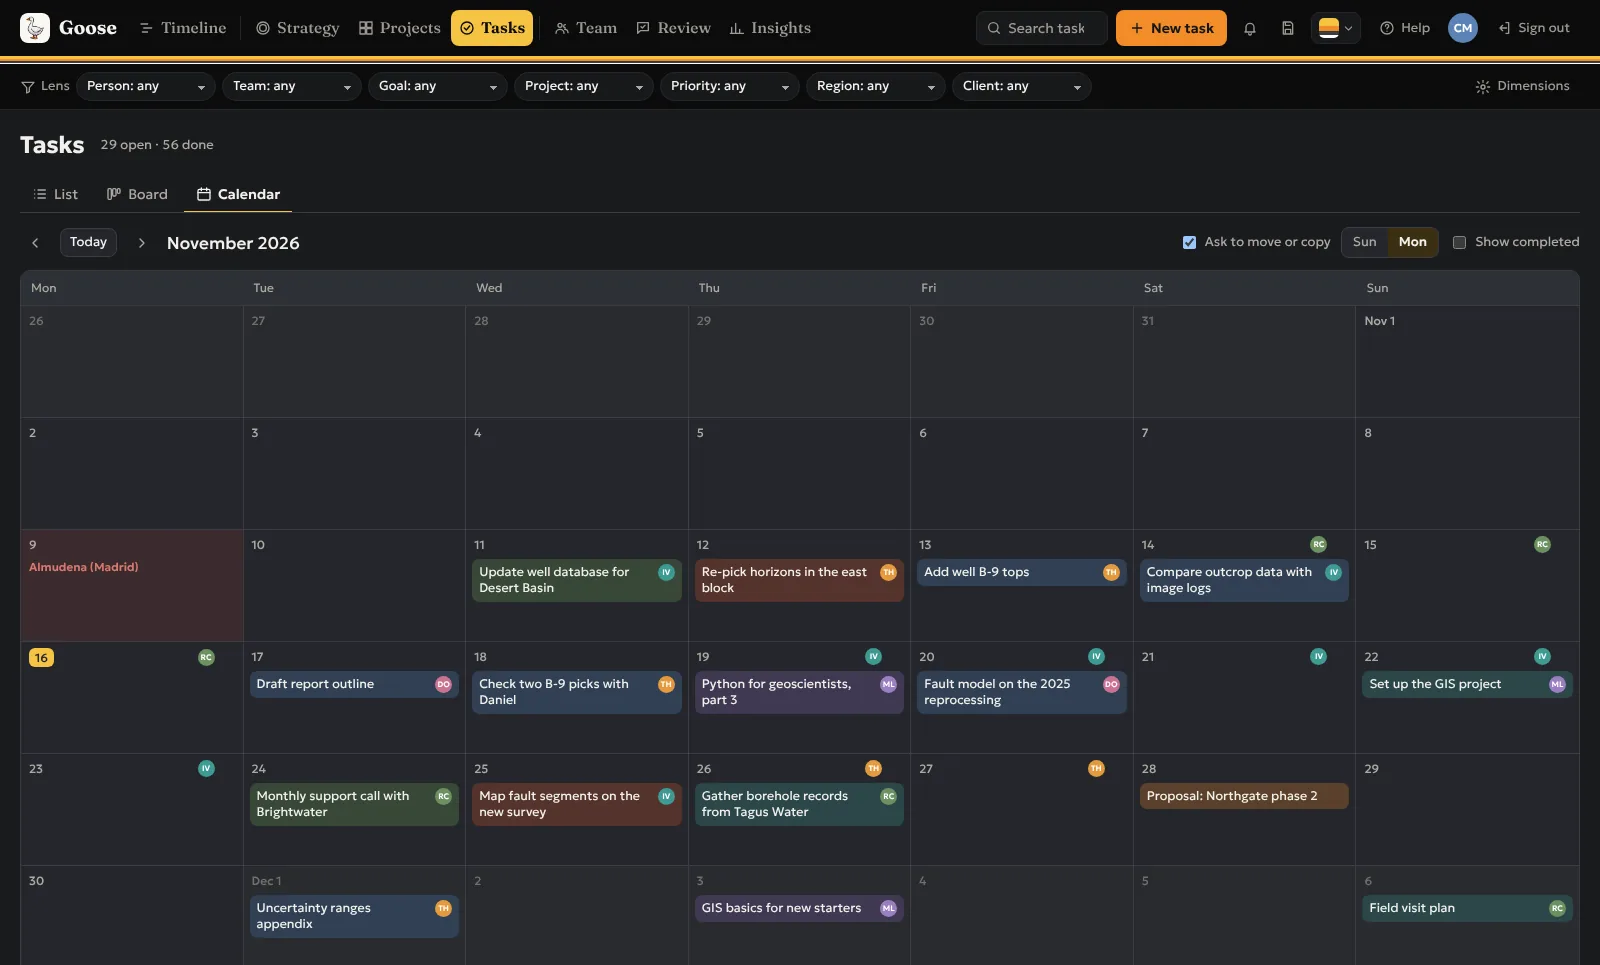 Goose
Timeline
Strategy
Projects
Tasks
Team
Review
Insights
Search task
+ New task
Help
CM
Sign out
Lens
Person: any
Team: any
Goal: any
Project: any
Priority: any
Region: any
Client: any
Dimensions
Tasks
29 open · 56 done
List
Board
Calendar
Today
November 2026
Ask to move or copy
Sun
Mon
Show completed
Mon
Tue
Wed
Thu
Fri
Sat
Sun
26
27
28
29
30
31
Nov 1
2
3
4
5
6
7
8
9
Almudena (Madrid)
10
11
Update well database for
Desert Basin
IV
12
Re-pick horizons in the east
block
TH
13
Add well B-9 tops
TH
14
RC
Compare outcrop data with
image logs
IV
15
RC
16
RC
17
Draft report outline
DO
18
Check two B-9 picks with
Daniel
TH
19
IV
Python for geoscientists,
part 3
ML
20
IV
Fault model on the 2025
reprocessing
DO
21
IV
22
IV
Set up the GIS project
ML
23
IV
24
Monthly support call with
Brightwater
RC
25
Map fault segments on the
new survey
IV
26
TH
Gather borehole records
from Tagus Water
RC
27
TH
28
Proposal: Northgate phase 2
29
30
Dec 1
Uncertainty ranges
appendix
TH
2
3
GIS basics for new starters
ML
4
5
6
Field visit plan
RC